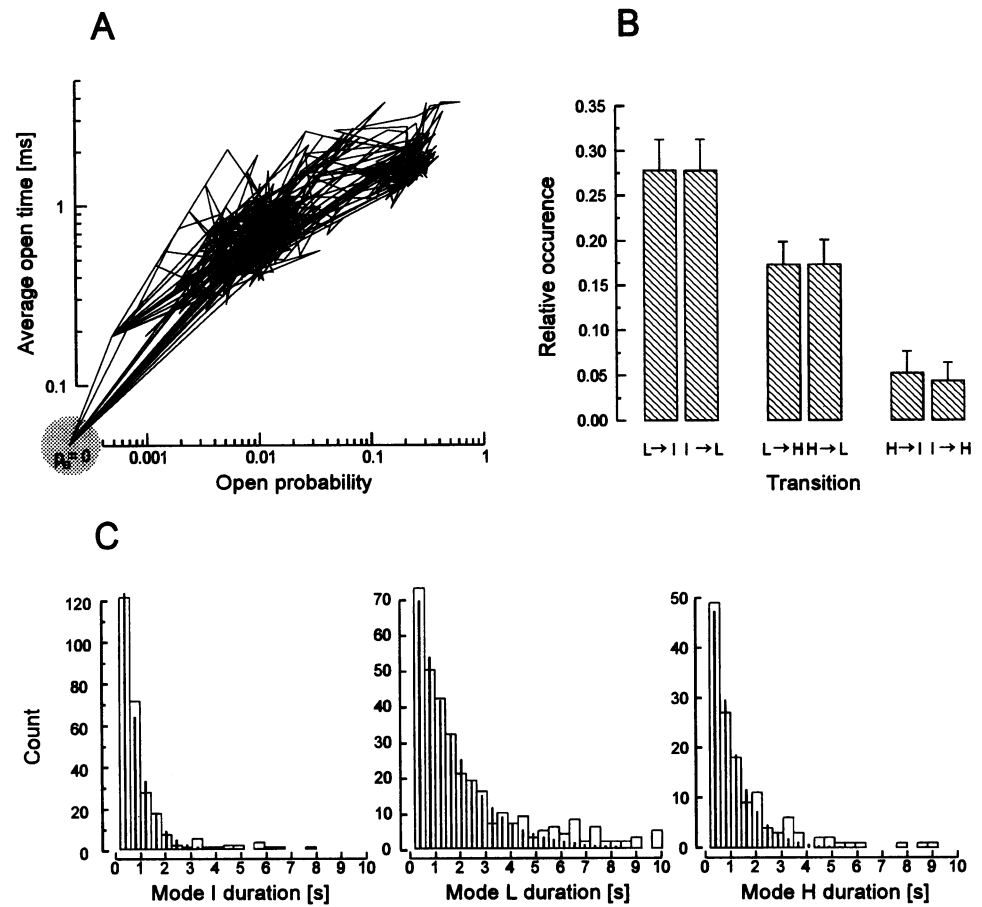 A
Average open time [ms]
1
0.1
pₒ= 0
0.001
0.01
0.1
1
Open probability
B
Relative occurence
0.35
0.30
0.25
0.20
0.15
0.10
0.05
0.00
L→I I→L L→H H→L H→I I→H
Transition
C
Count
120
100
80
60
40
20
0
0 1 2 3 4 5 6 7 8 9 10
Mode I duration [s]
70
60
50
40
30
20
10
0
0 1 2 3 4 5 6 7 8 9 10
Mode L duration [s]
50
40
30
20
10
0
0 1 2 3 4 5 6 7 8 9 10
Mode H duration [s]